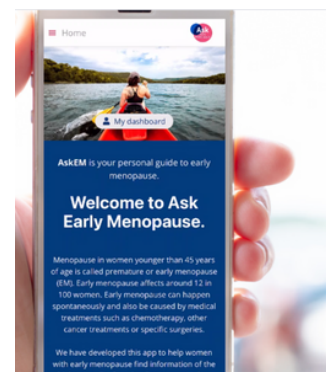 Home
Ask
My dashboard
AskEM is your personal guide to early
menopause.
Welcome to Ask
Early Menopause.
Menopause in women younger than 45 years
of age is called premature or early menopause
(EM). Early menopause affects around 12 in
100 women. Early menopause can happen
spontaneously and also be caused by medical
treatments such as chemotherapy, other
cancer treatments or specific surgeries.
We have developed this app to help women
with early menopause find information of the